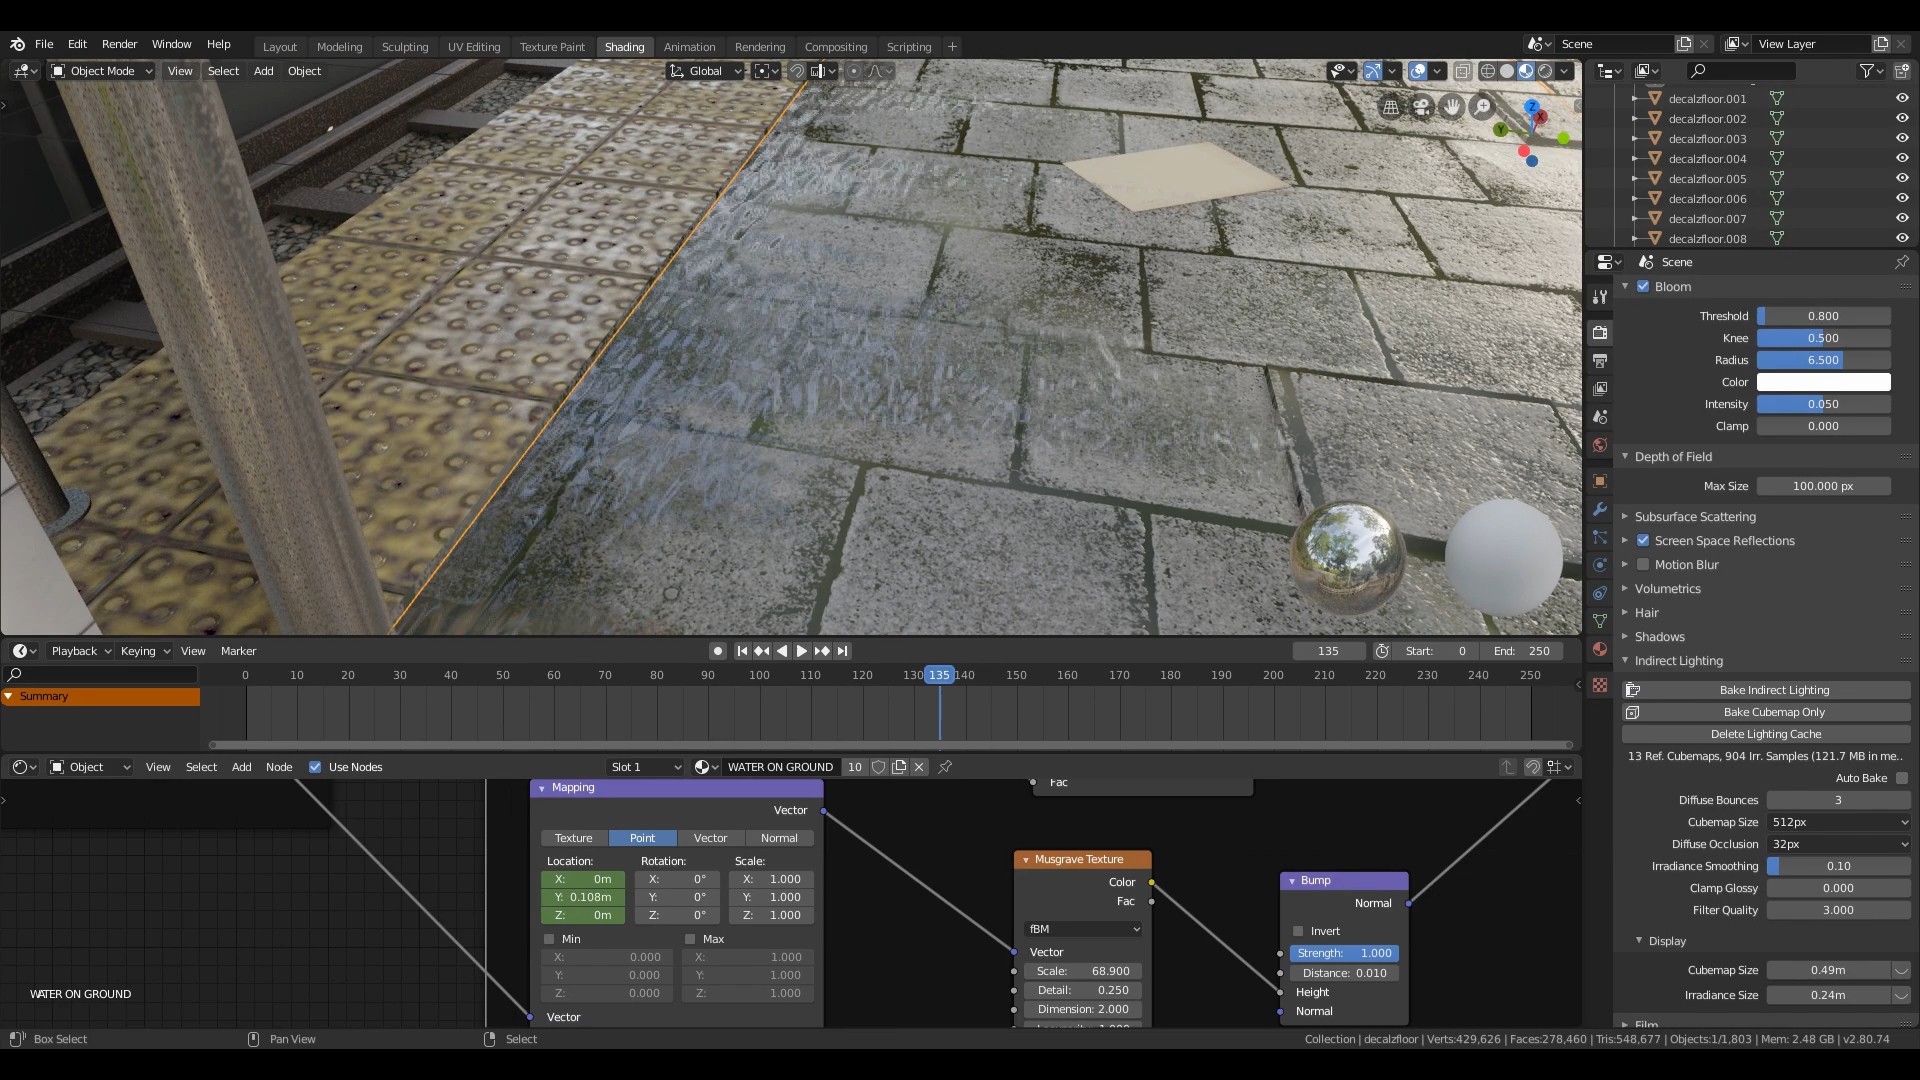 File Edit Render Window Help Layout Modeling Sculpting UV Editing Texture Paint Shading Animation Rendering Compositing Scripting + Scene View Layer
Object Mode View Select Add Object Global
decalzfloor.001
decalzfloor.002
decalzfloor.003
decalzfloor.004
decalzfloor.005
decalzfloor.006
decalzfloor.007
decalzfloor.008
Z
X
Y
Scene
Bloom
Threshold 0.800
Knee 0.500
Radius 6.500
Color
Intensity 0.050
Clamp 0.000
Depth of Field
Max Size 100.000 px
Subsurface Scattering
Screen Space Reflections
Motion Blur
Volumetrics
Hair
Shadows
Indirect Lighting
Bake Indirect Lighting
Bake Cubemap Only
Delete Lighting Cache
13 Ref. Cubemaps, 904 Irr. Samples (121.7 MB in me..
Auto Bake
Diffuse Bounces 3
Cubemap Size 512px
Diffuse Occlusion 32px
Irradiance Smoothing 0.10
Clamp Glossy 0.000
Filter Quality 3.000
Display
Cubemap Size 0.49m
Irradiance Size 0.24m
Film
Playback Keying View Marker 135 Start: 0 End: 250
0 10 20 30 40 50 60 70 80 90 100 110 120 130 135 140 150 160 170 180 190 200 210 220 230 240 250
Summary
Object View Select Add Node Use Nodes Slot 1 WATER ON GROUND 10
Mapping
Vector
Texture Point Vector Normal
Location: Rotation: Scale:
X: 0m X: 0° X: 1.000
Y: 0.108m Y: 0° Y: 1.000
Z: 0m Z: 0° Z: 1.000
Min Max
X: 0.000 X: 1.000
Y: 0.000 Y: 1.000
Z: 0.000 Z: 1.000
Vector
Fac
Musgrave Texture
Color
Fac
fBM
Vector
Scale: 68.900
Detail: 0.250
Dimension: 2.000
Bump
Normal
Invert
Strength: 1.000
Distance: 0.010
Height
Normal
WATER ON GROUND
Box Select Pan View Select Collection | decalzfloor | Verts:429,626 | Faces:278,460 | Tris:548,677 | Objects:1/1,803 | Mem: 2.48 GB | v2.80.74